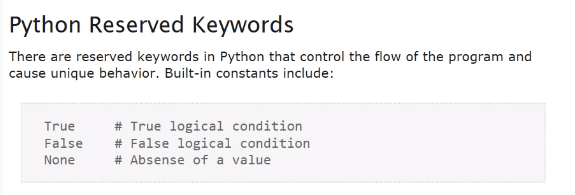 Python Reserved Keywords
There are reserved keywords in Python that control the flow of the program and
cause unique behavior. Built-in constants include:
True # True logical condition
False # False logical condition
None # Absense of a value